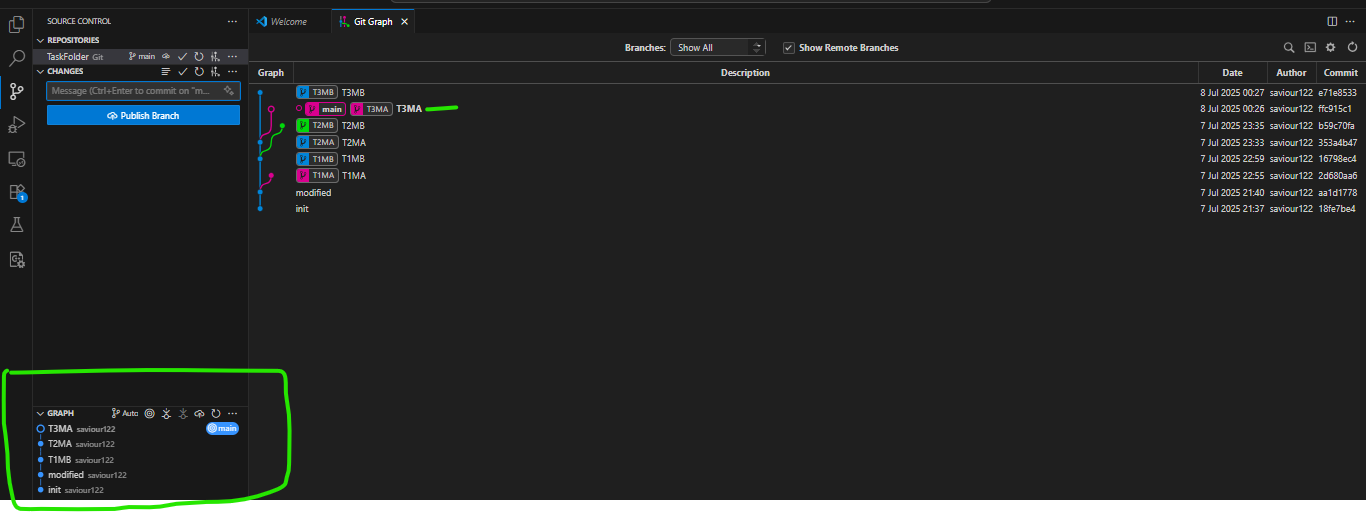 SOURCE CONTROL
REPOSITORIES
TaskFolder Git main
CHANGES
Message (Ctrl+Enter to commit on "m...
Publish Branch
1
GRAPH Auto
T3MA saviour122 main
T2MA saviour122
T1MB saviour122
modified saviour122
init saviour122
Welcome Git Graph
Branches: Show All Show Remote Branches
Graph Description Date Author Commit
T3MB T3MB 8 Jul 2025 00:27 saviour122 e71e8533
main T3MA T3MA 8 Jul 2025 00:26 saviour122 ffc915c1
T2MB T2MB 7 Jul 2025 23:35 saviour122 b59c70fa
T2MA T2MA 7 Jul 2025 23:33 saviour122 353a4b47
T1MB T1MB 7 Jul 2025 22:59 saviour122 16798ec4
T1MA T1MA 7 Jul 2025 22:55 saviour122 2d680aa6
modified 7 Jul 2025 21:40 saviour122 aa1d1778
init 7 Jul 2025 21:37 saviour122 18fe7be4